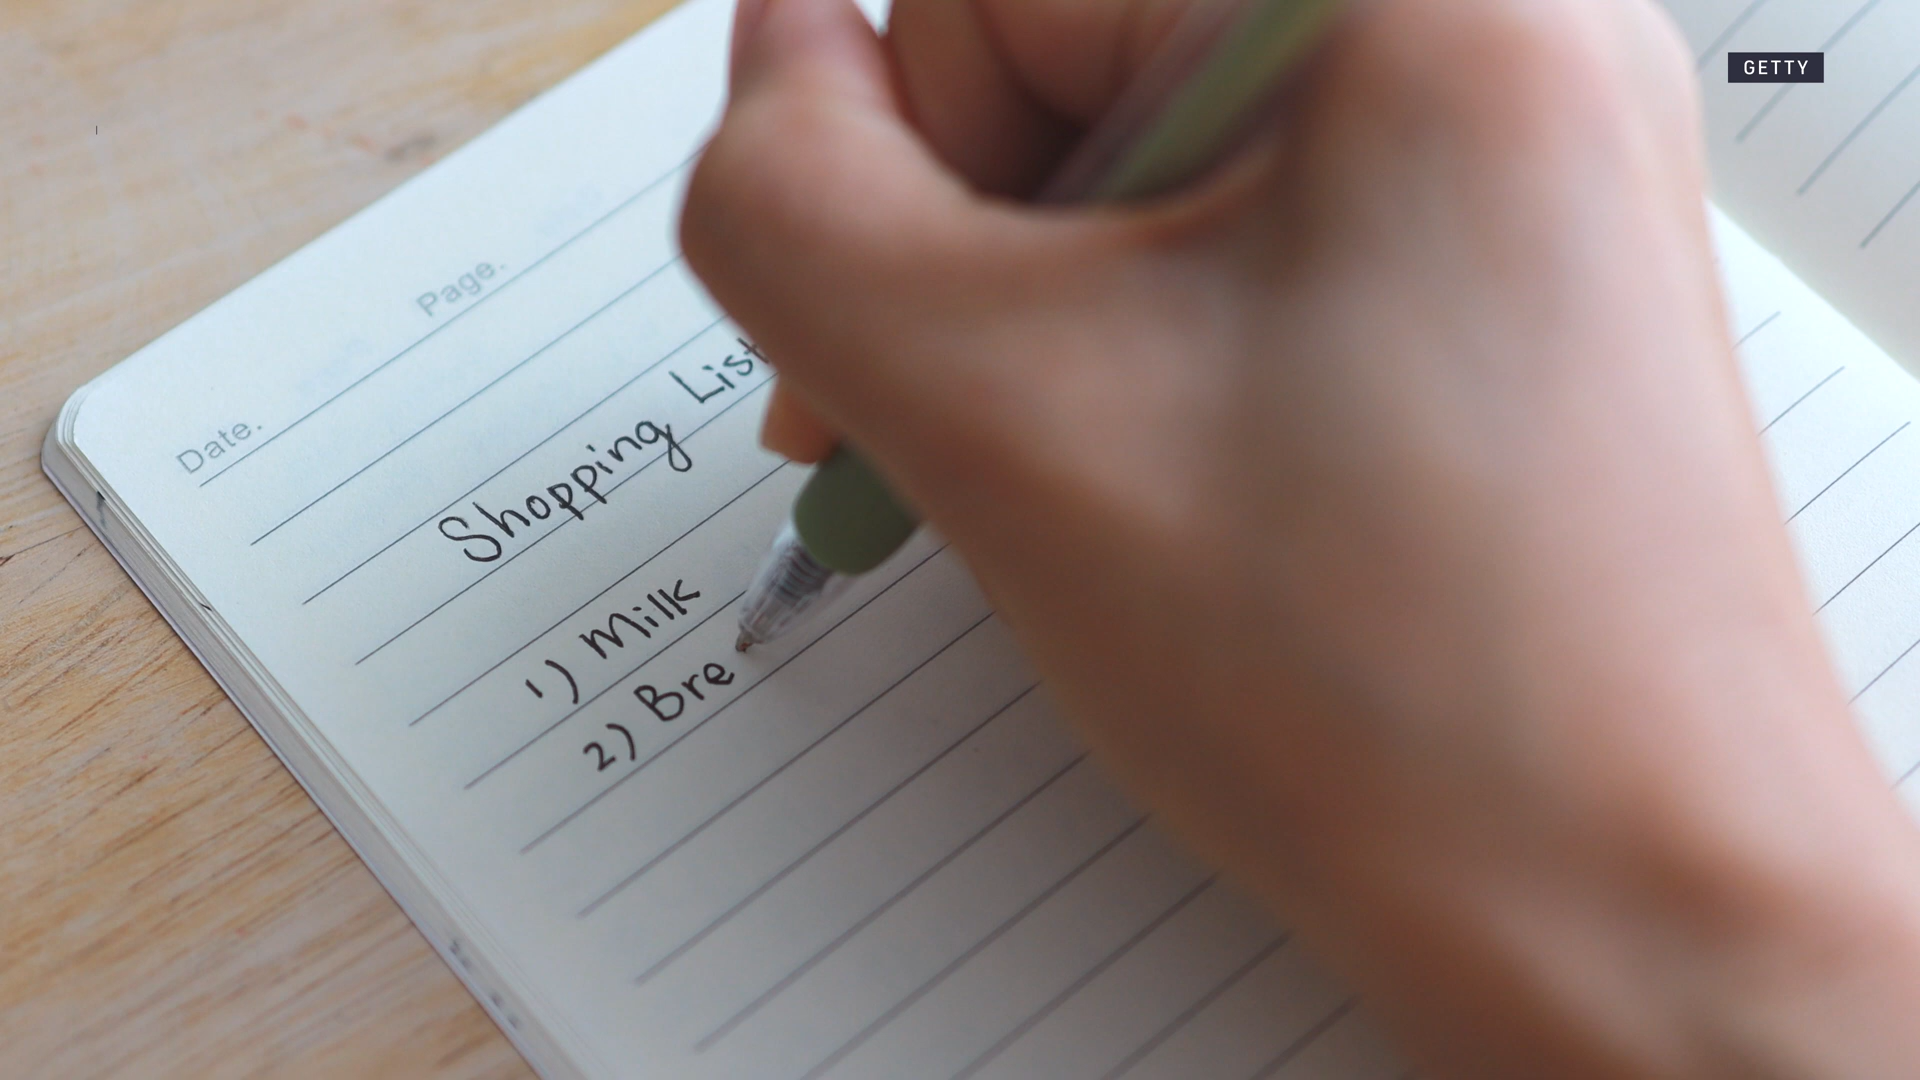 GETTY
Date. Page.
Shopping List
1) Milk
2) Bre